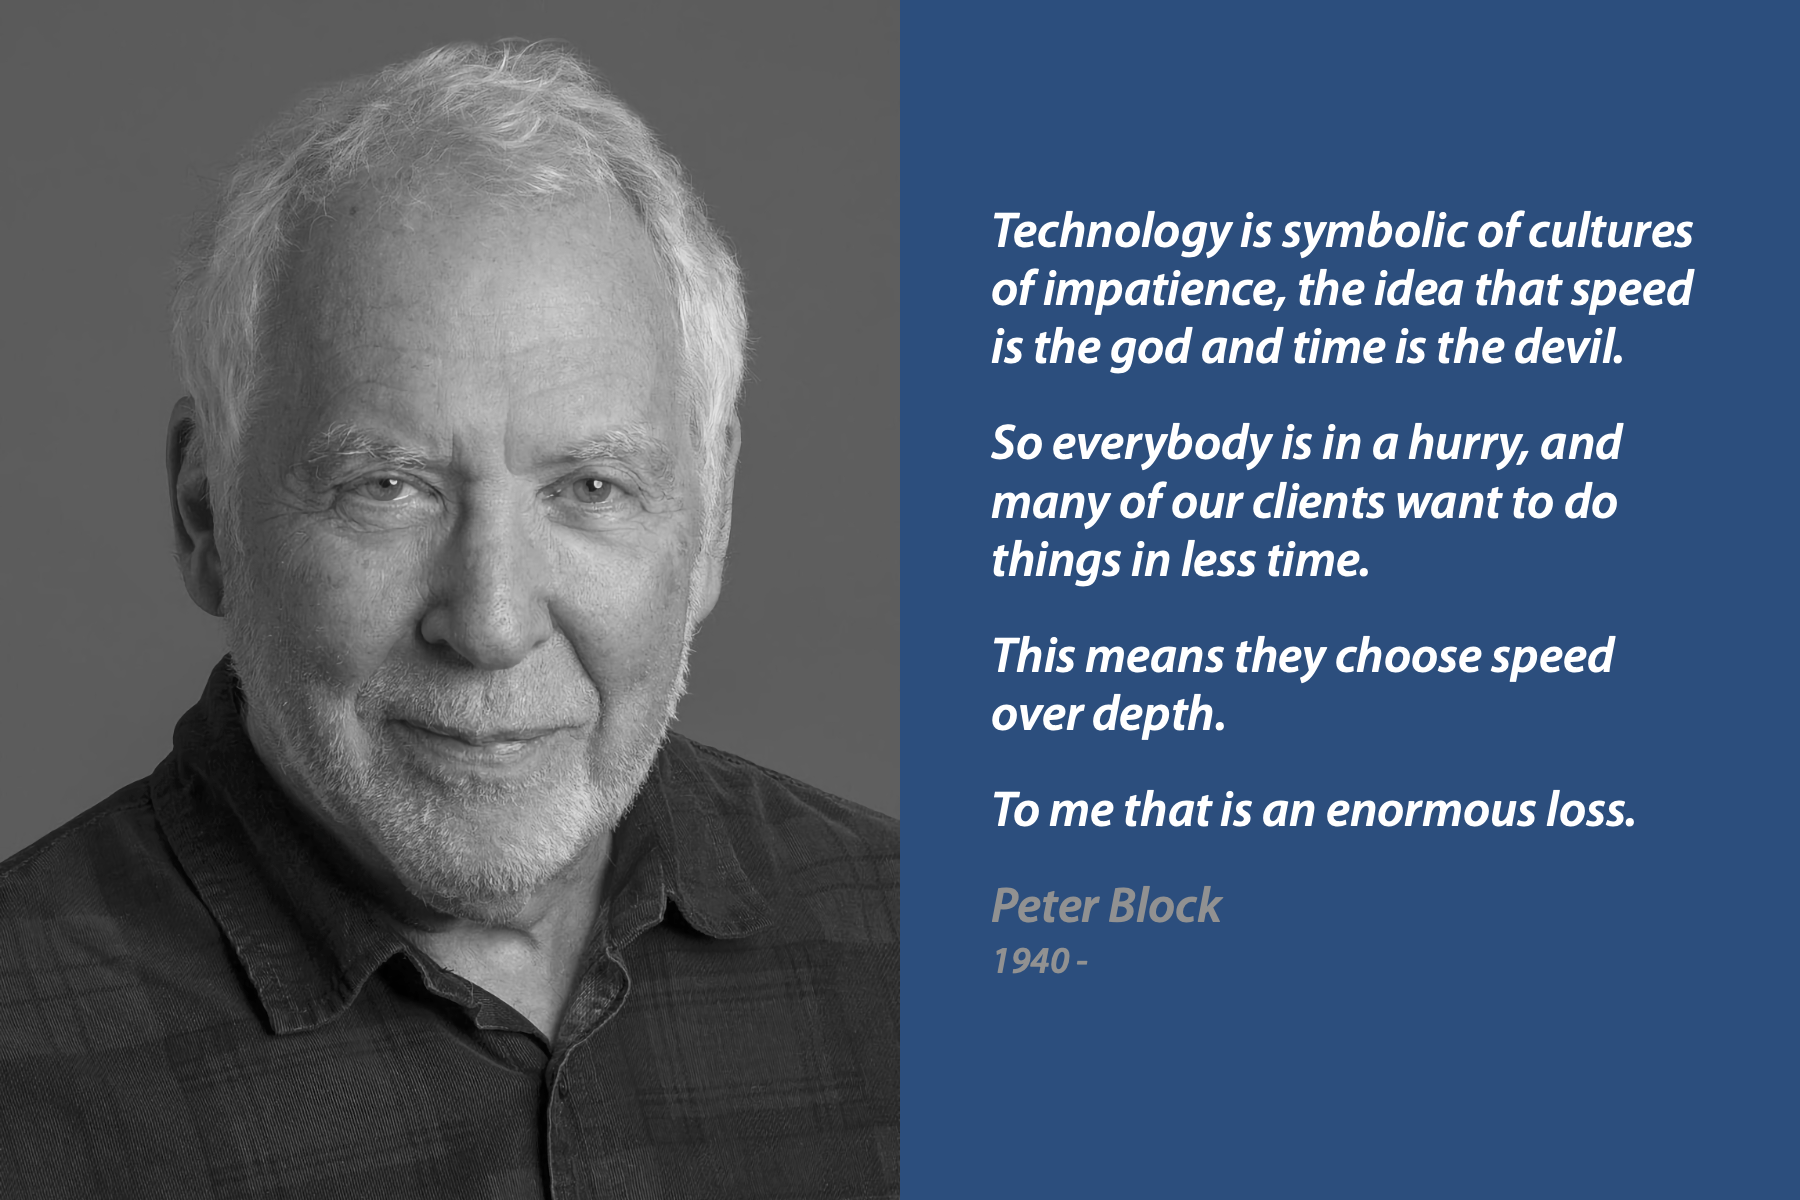 Technology is symbolic of cultures
of impatience, the idea that speed
is the god and time is the devil.
So everybody is in a hurry, and
many of our clients want to do
things in less time.
This means they choose speed
over depth.
To me that is an enormous loss.
Peter Block
1940 -